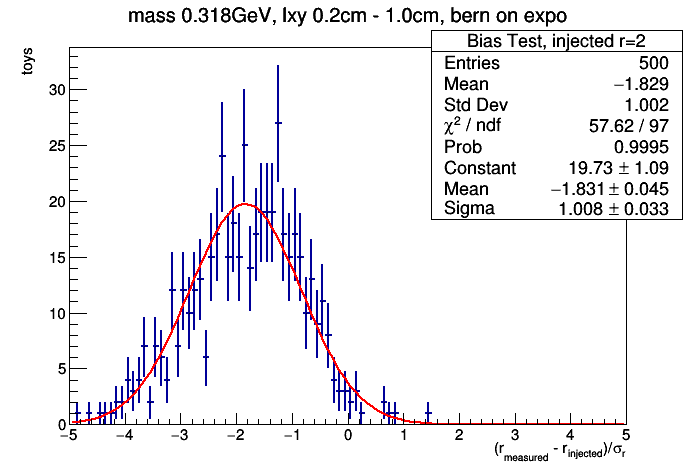 mass 0.318GeV, lxy 0.2cm - 1.0cm, bern on expo
Bias Test, injected r=2
Entries 500
Mean −1.829
Std Dev 1.002
χ² / ndf 57.62 / 97
Prob 0.9995
Constant 19.73 ± 1.09
Mean −1.831 ± 0.045
Sigma 1.008 ± 0.033
toys
30
25
20
15
10
5
0
−5 −4 −3 −2 −1 0 1 2 3 4 5
(r_measured - r_injected)/σ_r